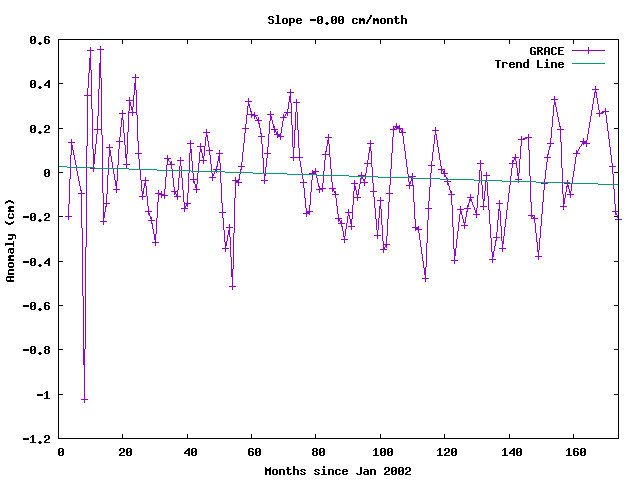 Slope -0.00 cm/month
GRACE
Trend Line
0.6
0.4
0.2
0
-0.2
-0.4
-0.6
-0.8
-1
-1.2
Anomaly (cm)
0 20 40 60 80 100 120 140 160
Months since Jan 2002